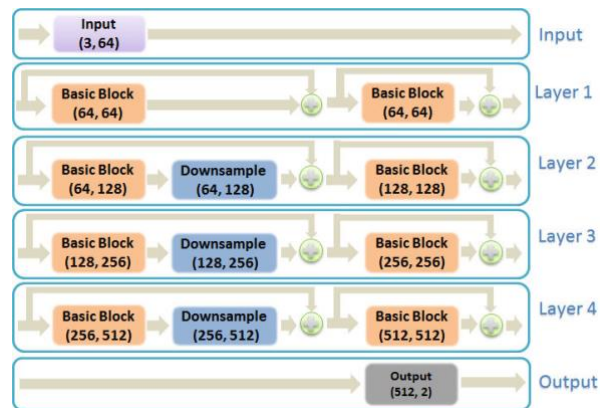 Input
(3, 64)
Input
Basic Block
(64, 64)
Basic Block
(64, 64)
Layer 1
Basic Block
(64, 128)
Downsample
(64, 128)
Basic Block
(128, 128)
Layer 2
Basic Block
(128, 256)
Downsample
(128, 256)
Basic Block
(256, 256)
Layer 3
Basic Block
(256, 512)
Downsample
(256, 512)
Basic Block
(512, 512)
Layer 4
Output
(512, 2)
Output